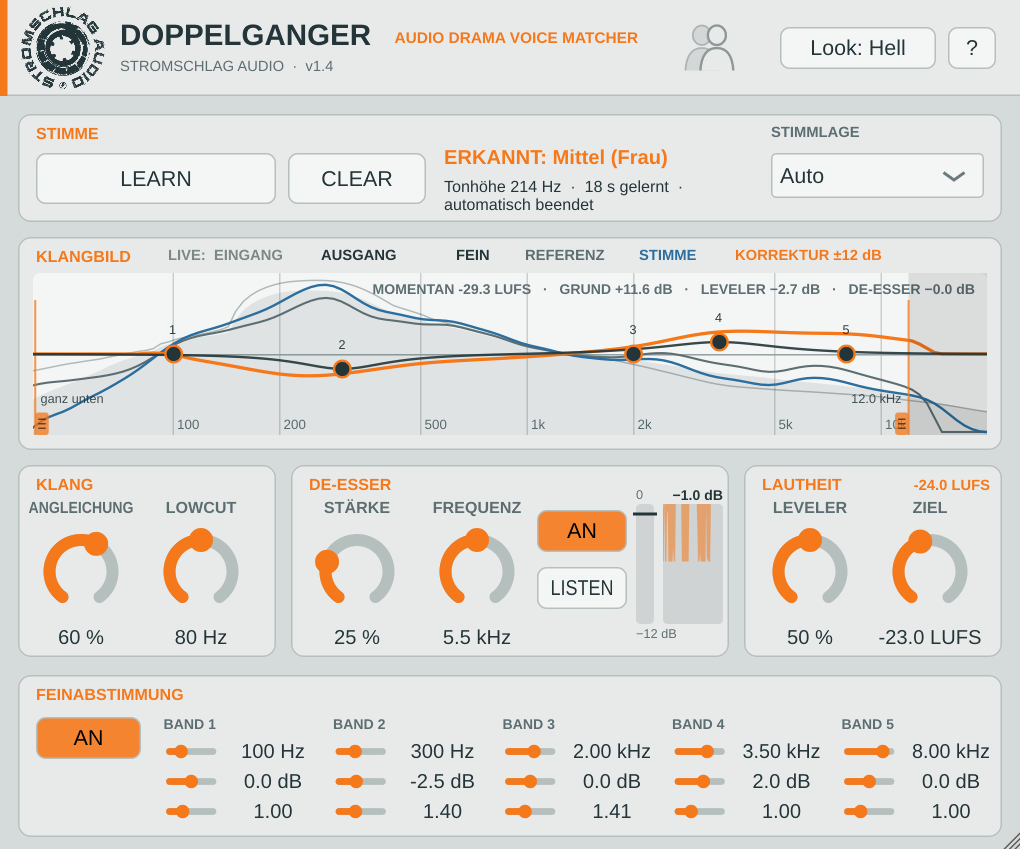 STROMSCHLAG AUDIO
DOPPELGANGER
AUDIO DRAMA VOICE MATCHER
STROMSCHLAG AUDIO · v1.4
Look: Hell
?
STIMME
LEARN
CLEAR
ERKANNT: Mittel (Frau)
Tonhöhe 214 Hz · 18 s gelernt ·
automatisch beendet
STIMMLAGE
Auto
KLANGBILD
LIVE: EINGANG AUSGANG FEIN REFERENZ STIMME KORREKTUR ±12 dB
MOMENTAN -29.3 LUFS · GRUND +11.6 dB · LEVELER −2.7 dB · DE-ESSER −0.0 dB
1 2 3 4 5
ganz unten
12.0 kHz
100 200 500 1k 2k 5k 10
KLANG
ANGLEICHUNG LOWCUT
60 % 80 Hz
DE-ESSER
STÄRKE FREQUENZ
25 % 5.5 kHz
AN
LISTEN
0 −1.0 dB
−12 dB
LAUTHEIT -24.0 LUFS
LEVELER ZIEL
50 % -23.0 LUFS
FEINABSTIMMUNG
AN
BAND 1 BAND 2 BAND 3 BAND 4 BAND 5
100 Hz 300 Hz 2.00 kHz 3.50 kHz 8.00 kHz
0.0 dB -2.5 dB 0.0 dB 2.0 dB 0.0 dB
1.00 1.40 1.41 1.00 1.00